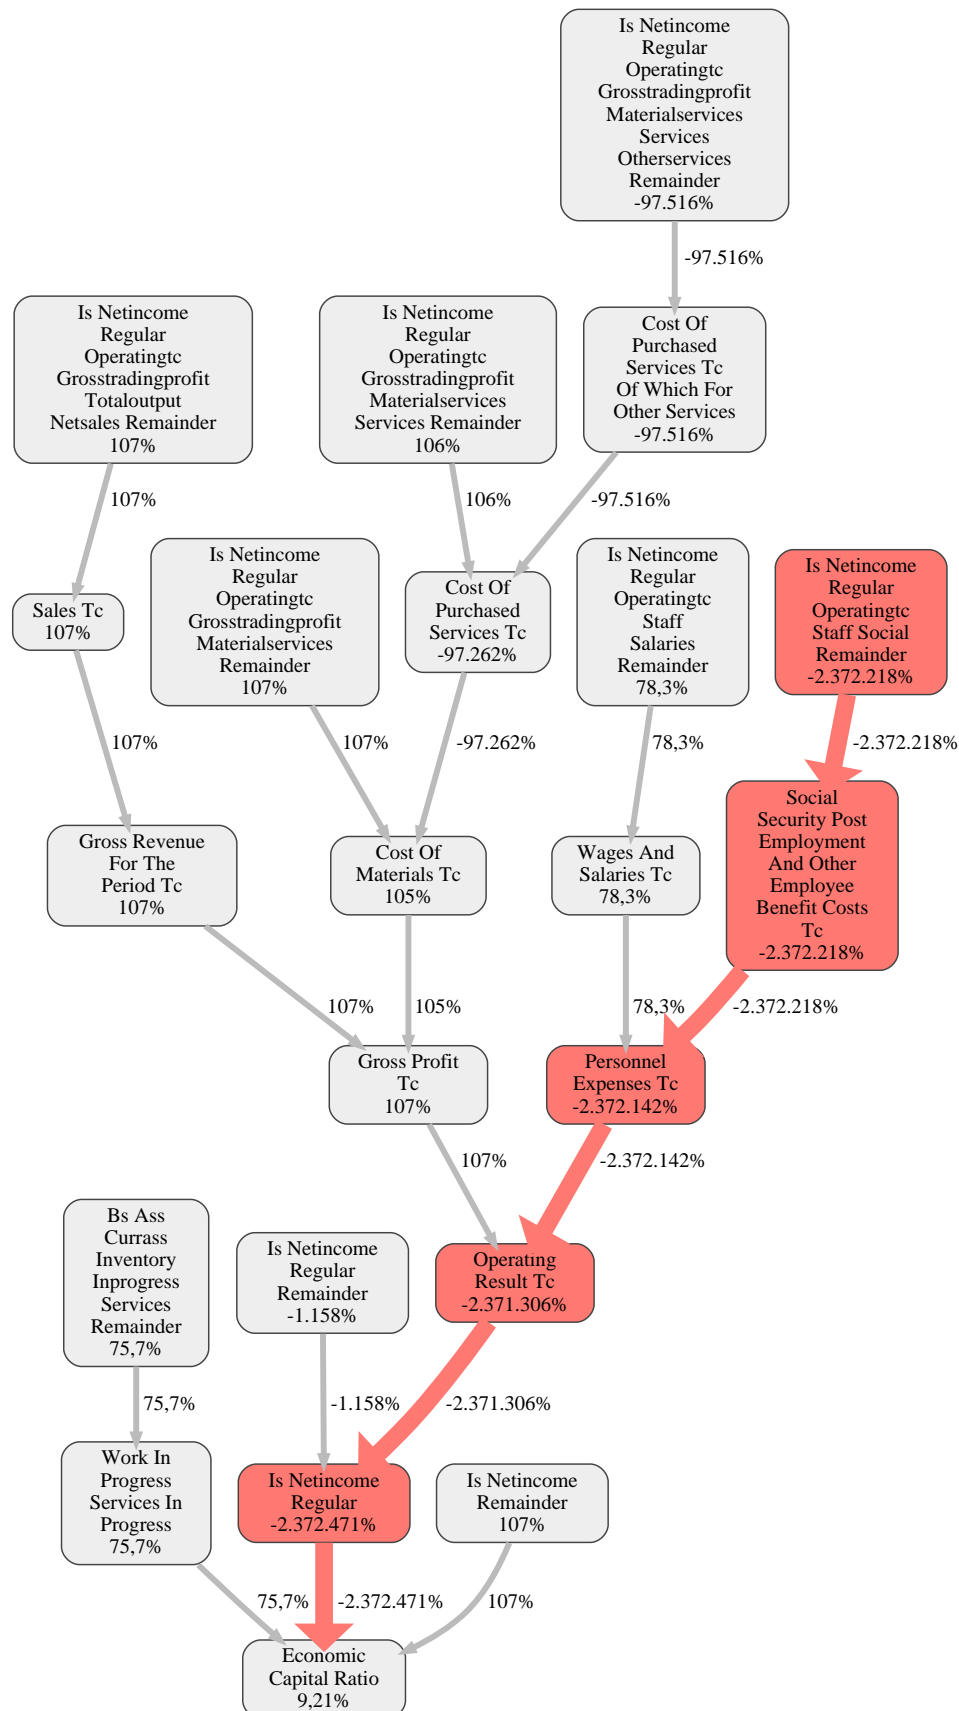 Is Netincome
Regular
Operatingtc
Grosstradingprofit
Materialservices
Services
Otherservices
Remainder
-97.516%
-97.516%
Is Netincome
Regular
Operatingtc
Grosstradingprofit
Totaloutput
Netsales Remainder
107%
Is Netincome
Regular
Operatingtc
Grosstradingprofit
Materialservices
Services Remainder
106%
Cost Of
Purchased
Services Tc
Of Which For
Other Services
-97.516%
107%
106%
-97.516%
Sales Tc
107%
Is Netincome
Regular
Operatingtc
Grosstradingprofit
Materialservices
Remainder
107%
Cost Of
Purchased
Services Tc
-97.262%
Is Netincome
Regular
Operatingtc
Staff
Salaries
Remainder
78,3%
Is Netincome
Regular
Operatingtc
Staff Social
Remainder
-2.372.218%
107%
107%
-97.262%
78,3%
-2.372.218%
Gross Revenue
For The
Period Tc
107%
Cost Of
Materials Tc
105%
Wages And
Salaries Tc
78,3%
Social
Security Post
Employment
And Other
Employee
Benefit Costs
Tc
-2.372.218%
107%
105%
78,3%
-2.372.218%
Gross Profit
Tc
107%
Personnel
Expenses Tc
-2.372.142%
107%
-2.372.142%
Bs Ass
Currass
Inventory
Inprogress
Services
Remainder
75,7%
Is Netincome
Regular
Remainder
-1.158%
Operating
Result Tc
-2.371.306%
75,7%
-1.158%
-2.371.306%
Work In
Progress
Services In
Progress
75,7%
Is Netincome
Regular
-2.372.471%
Is Netincome
Remainder
107%
75,7%
-2.372.471%
107%
Economic
Capital Ratio
9,21%